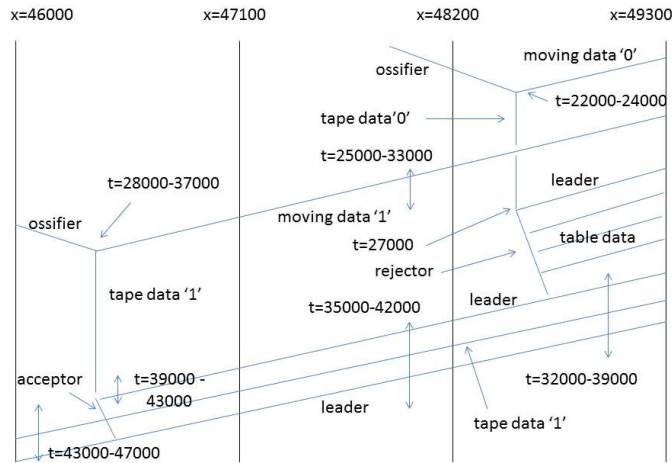 x=46000 x=47100 x=48200 x=49300
moving data '0'
ossifier
t=22000-24000
tape data'0'
t=25000-33000
t=28000-37000
leader
ossifier
moving data '1'
t=27000
table data
rejector
tape data '1'
t=35000-42000
leader
acceptor
t=39000 -
43000
t=32000-39000
leader
tape data '1'
t=43000-47000